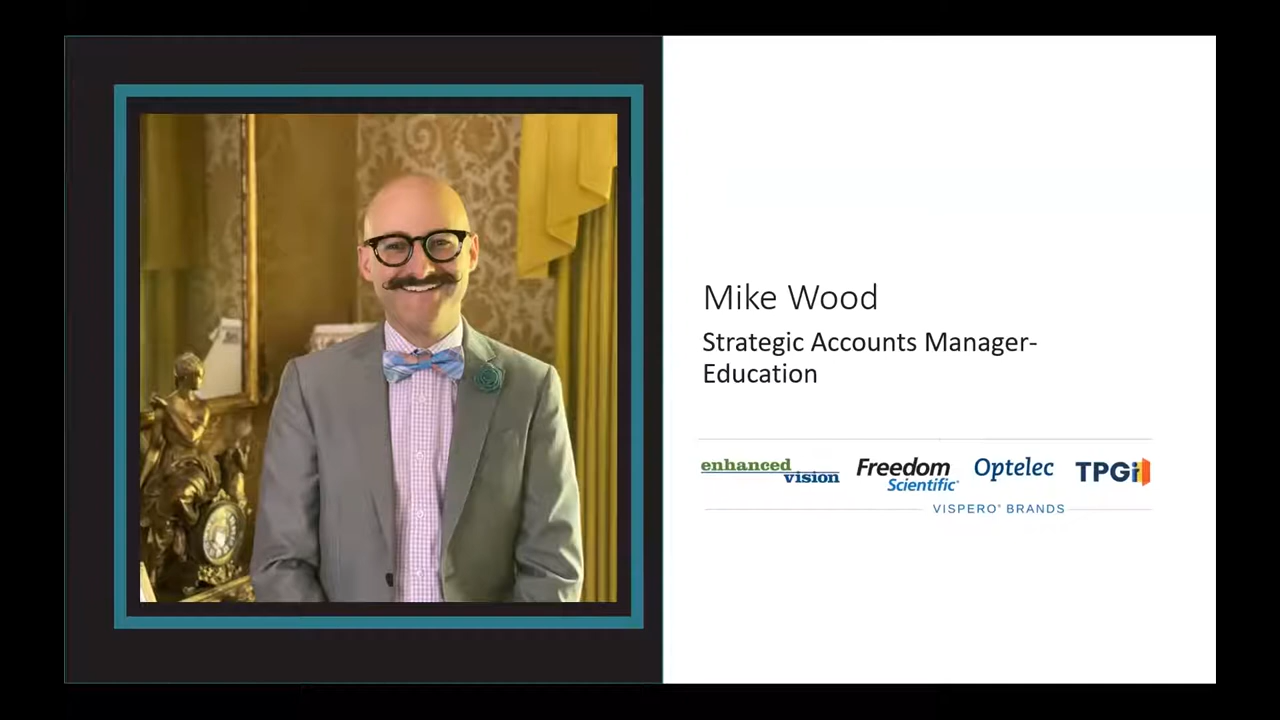 Mike Wood
Strategic Accounts Manager-
Education
enhanced
vision
Freedom
Scientific
Optelec
TPGi
VISPERO® BRANDS